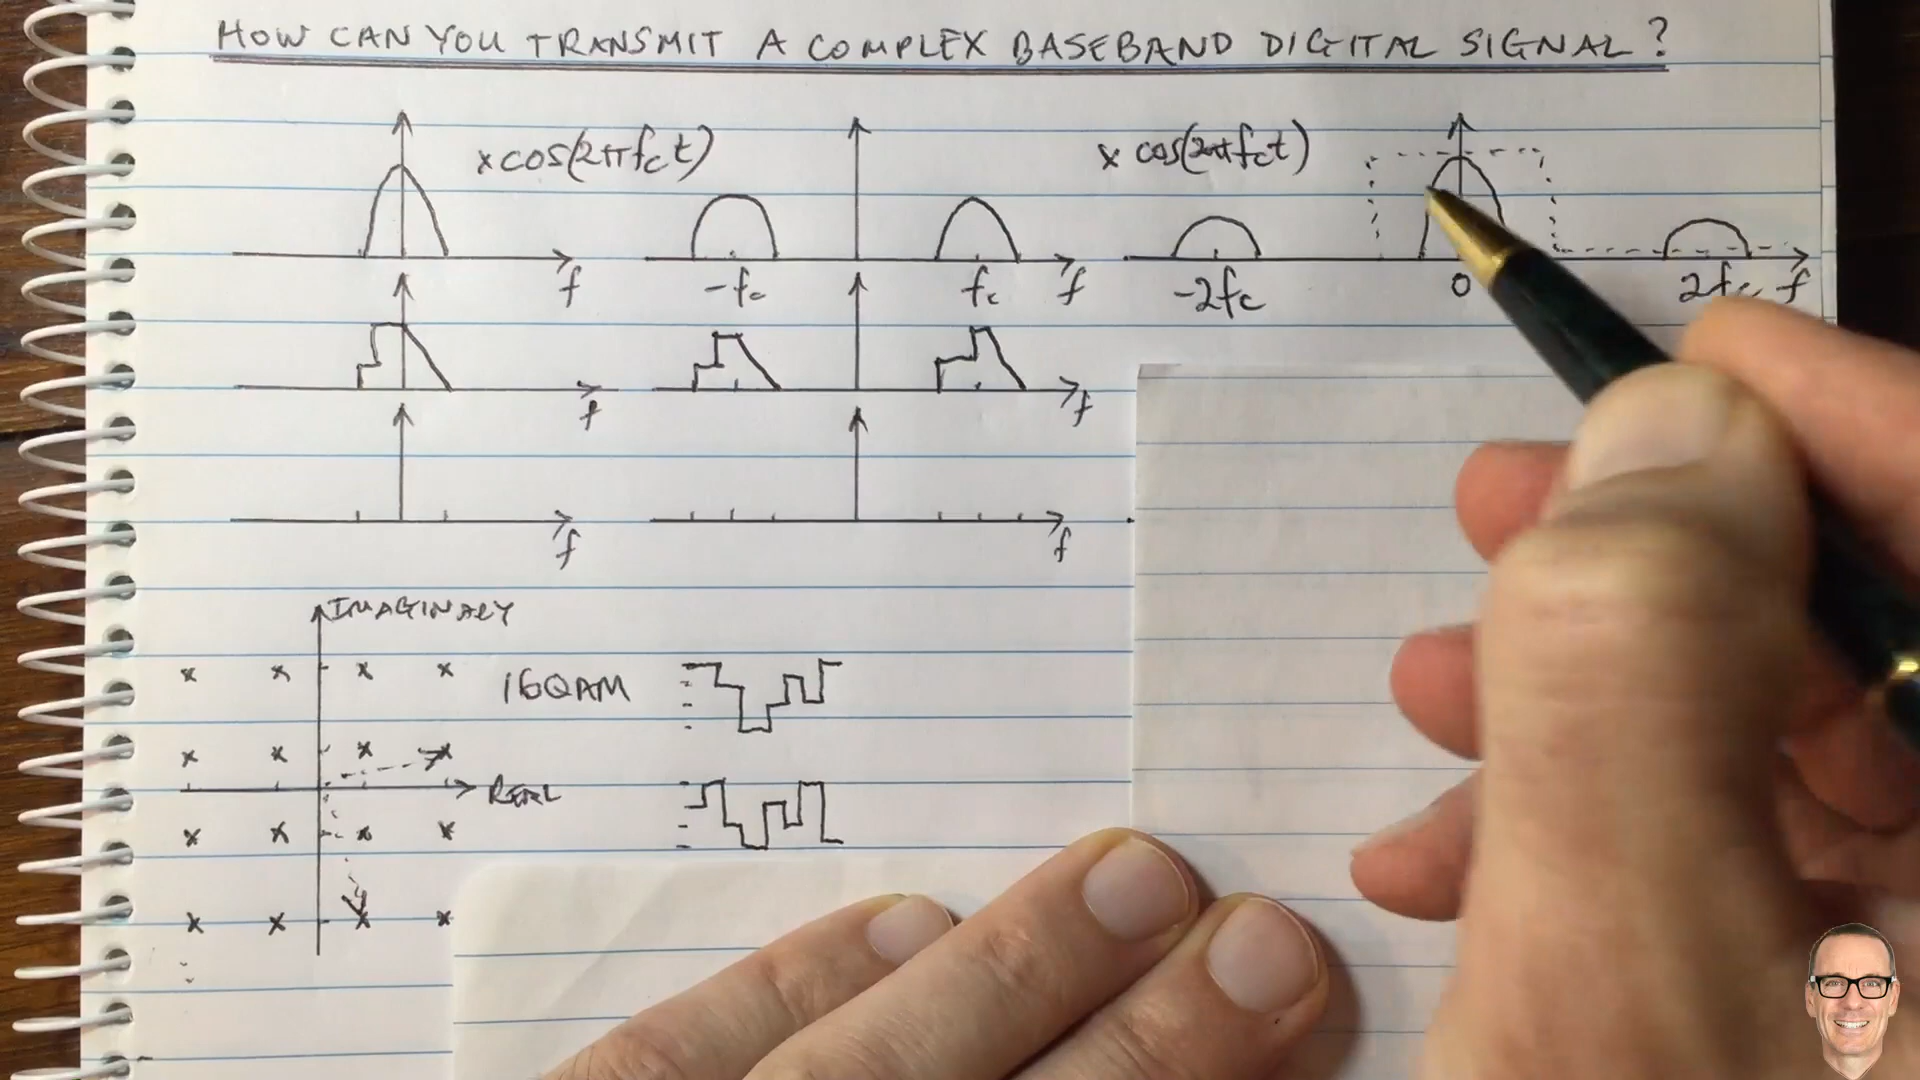 HOW CAN YOU TRANSMIT A COMPLEX BASEBAND DIGITAL SIGNAL?
x cos(2πfct) x cos(2πfct)
f -fc fc f -2fc 0 2fc f
f f
f f
IMAGINARY
16QAM
REAL